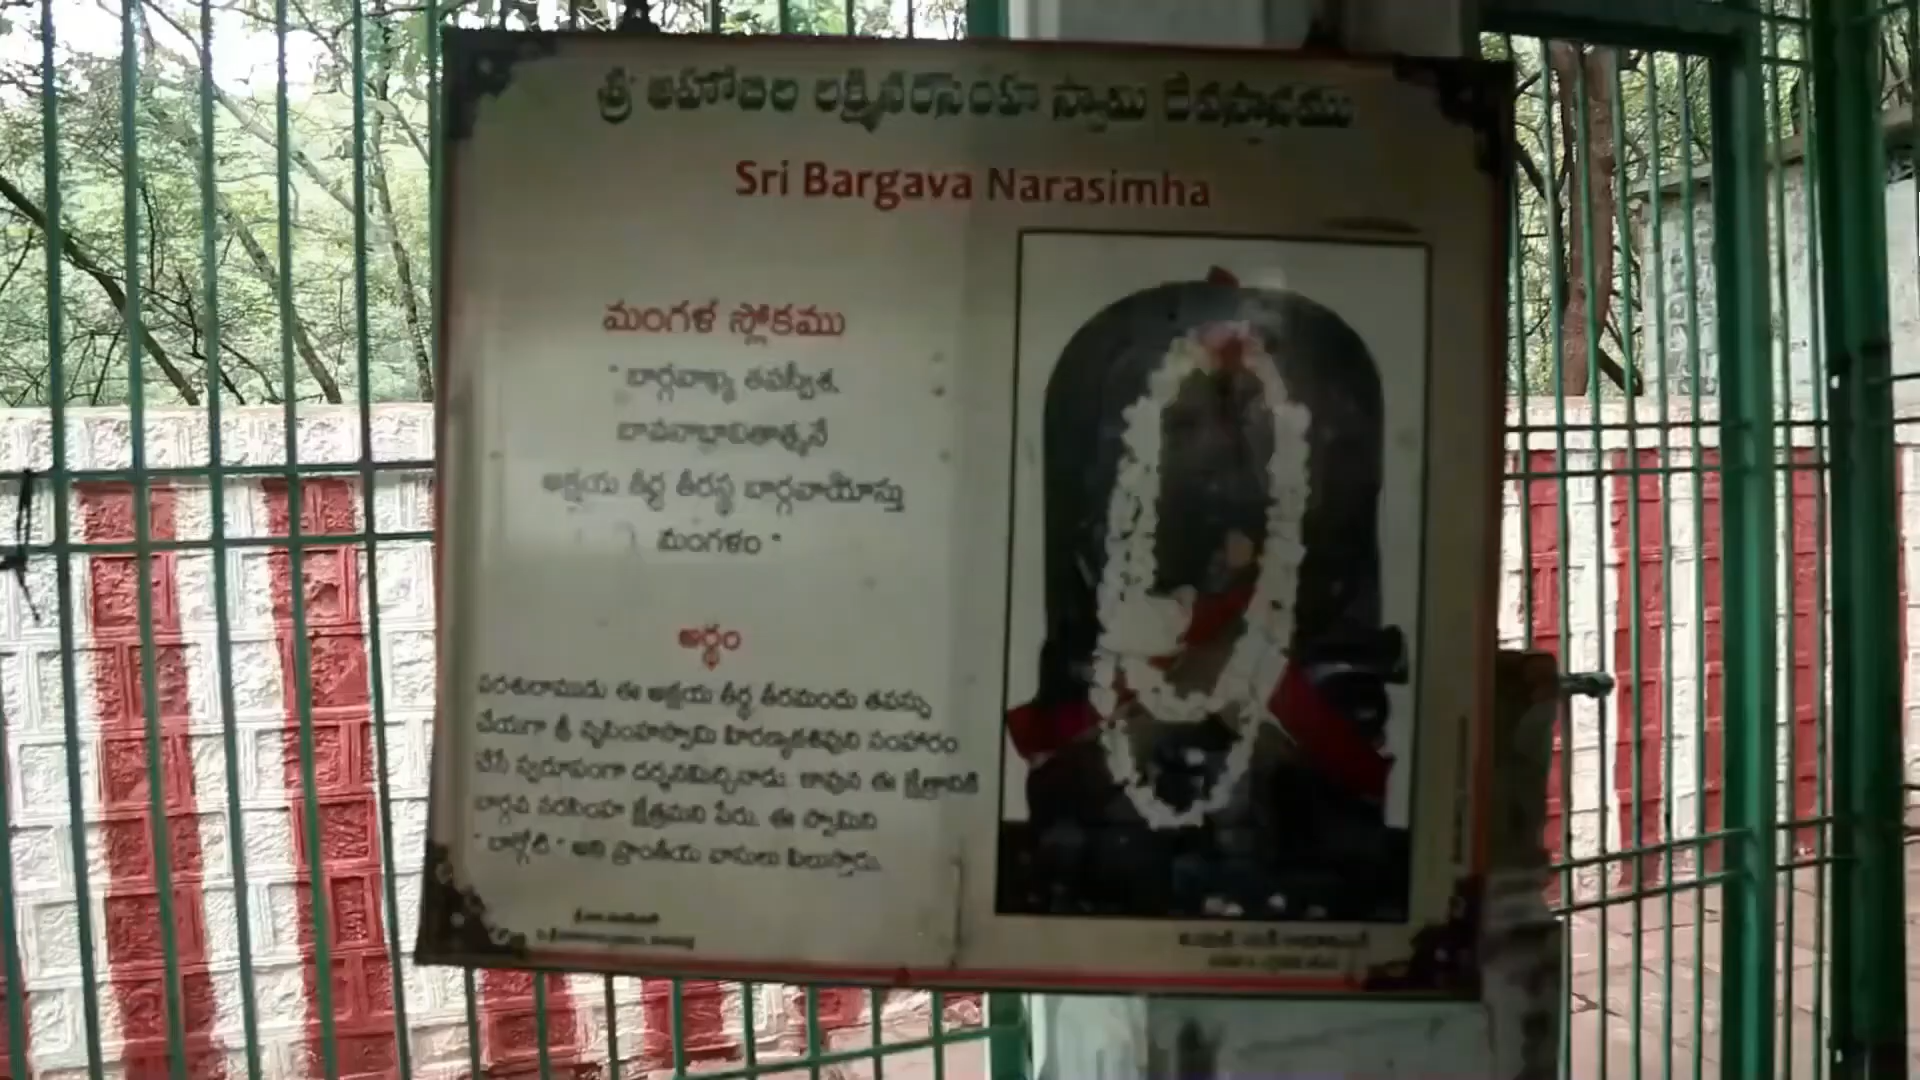 శ్రీ అహోబిల లక్ష్మీనరసింహ స్వామి దేవస్థానము
Sri Bargava Narasimha
మంగళ స్లోకము
" బార్గవాఖ్య తపస్వీశ.
బావనాభావితాత్మనే
అక్షయ తీర్థ తీరస్థ బార్గవాయోస్తు
మంగళం "
అర్థం
పరశురాముడు ఈ అక్షయ తీర్థ తీరమందు తపస్సు
చేయగా శ్రీ నృసింహస్వామి హిరణ్యకశివుని సంహారం
చేసే స్వరూపంగా దర్శనమిచ్చినాడు. కావున ఈ క్షేత్రానికి
బార్గవ నరసింహ క్షేత్రమని పేరు. ఈ స్వామిని
" బార్గోటి " అని ప్రాంతీయ వాసులు పిలుస్తారు.